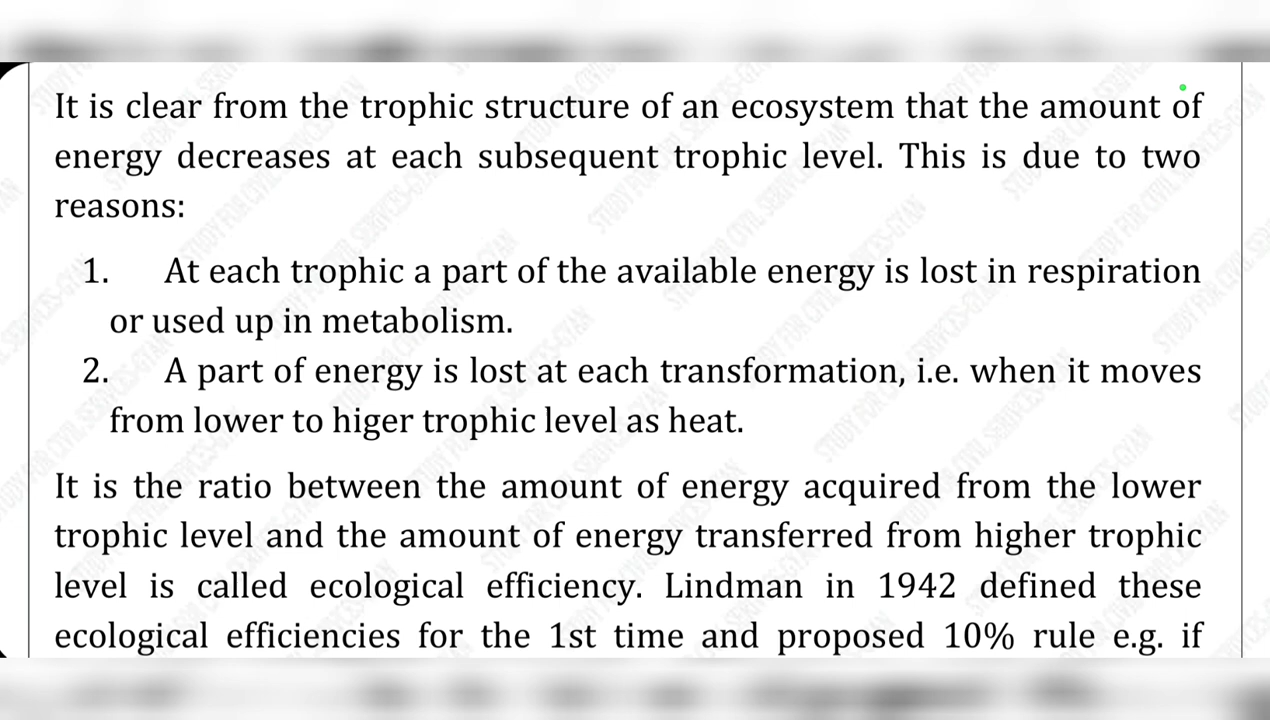 It is clear from the trophic structure of an ecosystem that the amount of
energy decreases at each subsequent trophic level. This is due to two
reasons:
1. At each trophic a part of the available energy is lost in respiration
or used up in metabolism.
2. A part of energy is lost at each transformation, i.e. when it moves
from lower to higer trophic level as heat.
It is the ratio between the amount of energy acquired from the lower
trophic level and the amount of energy transferred from higher trophic
level is called ecological efficiency. Lindman in 1942 defined these
ecological efficiencies for the 1st time and proposed 10% rule e.g. if